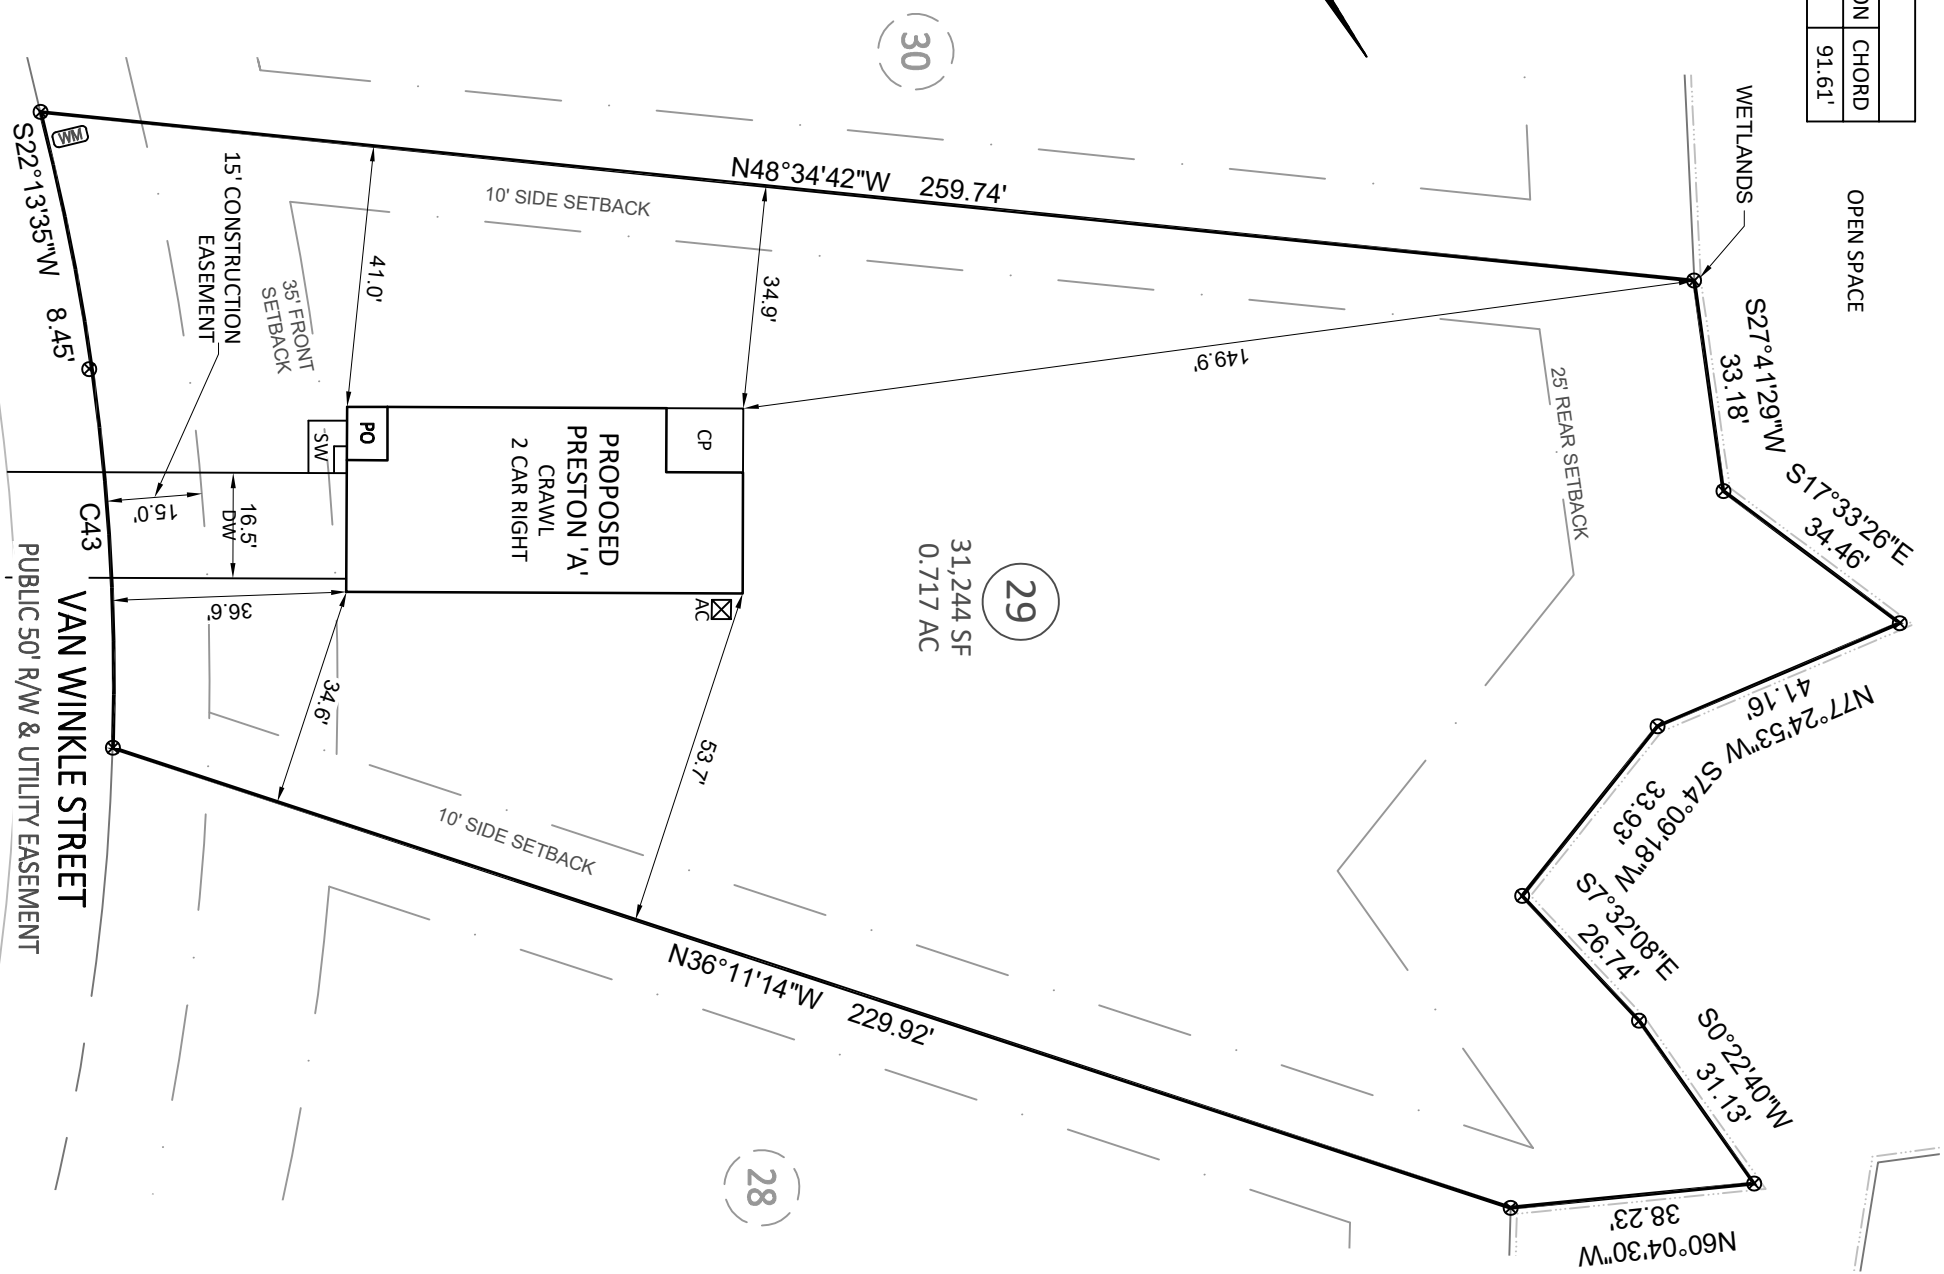 ON
CHORD
91.61'
OPEN SPACE
WETLANDS
30
N48°34'42"W 259.74'
10' SIDE SETBACK
WM
S22°13'35"W 8.45'
15' CONSTRUCTION
EASEMENT
35' FRONT
SETBACK
41.0'
34.9'
149.9'
S27°41'29"W
33.18'
S17°33'26"E
34.46'
25' REAR SETBACK
N77°24'53"W
41.16'
S74°09'18"W
33.93'
S7°32'08"E
26.74'
S0°22'40"W
31.13'
N60°04'30"W
38.23'
29
31,244 SF
0.717 AC
CP
PO
SW
PROPOSED
PRESTON 'A'
CRAWL
2 CAR RIGHT
AC
16.5'
DW
15.0'
C43
36.6'
34.6'
53.7'
10' SIDE SETBACK
N36°11'14"W 229.92'
28
VAN WINKLE STREET
PUBLIC 50' R/W & UTILITY EASEMENT